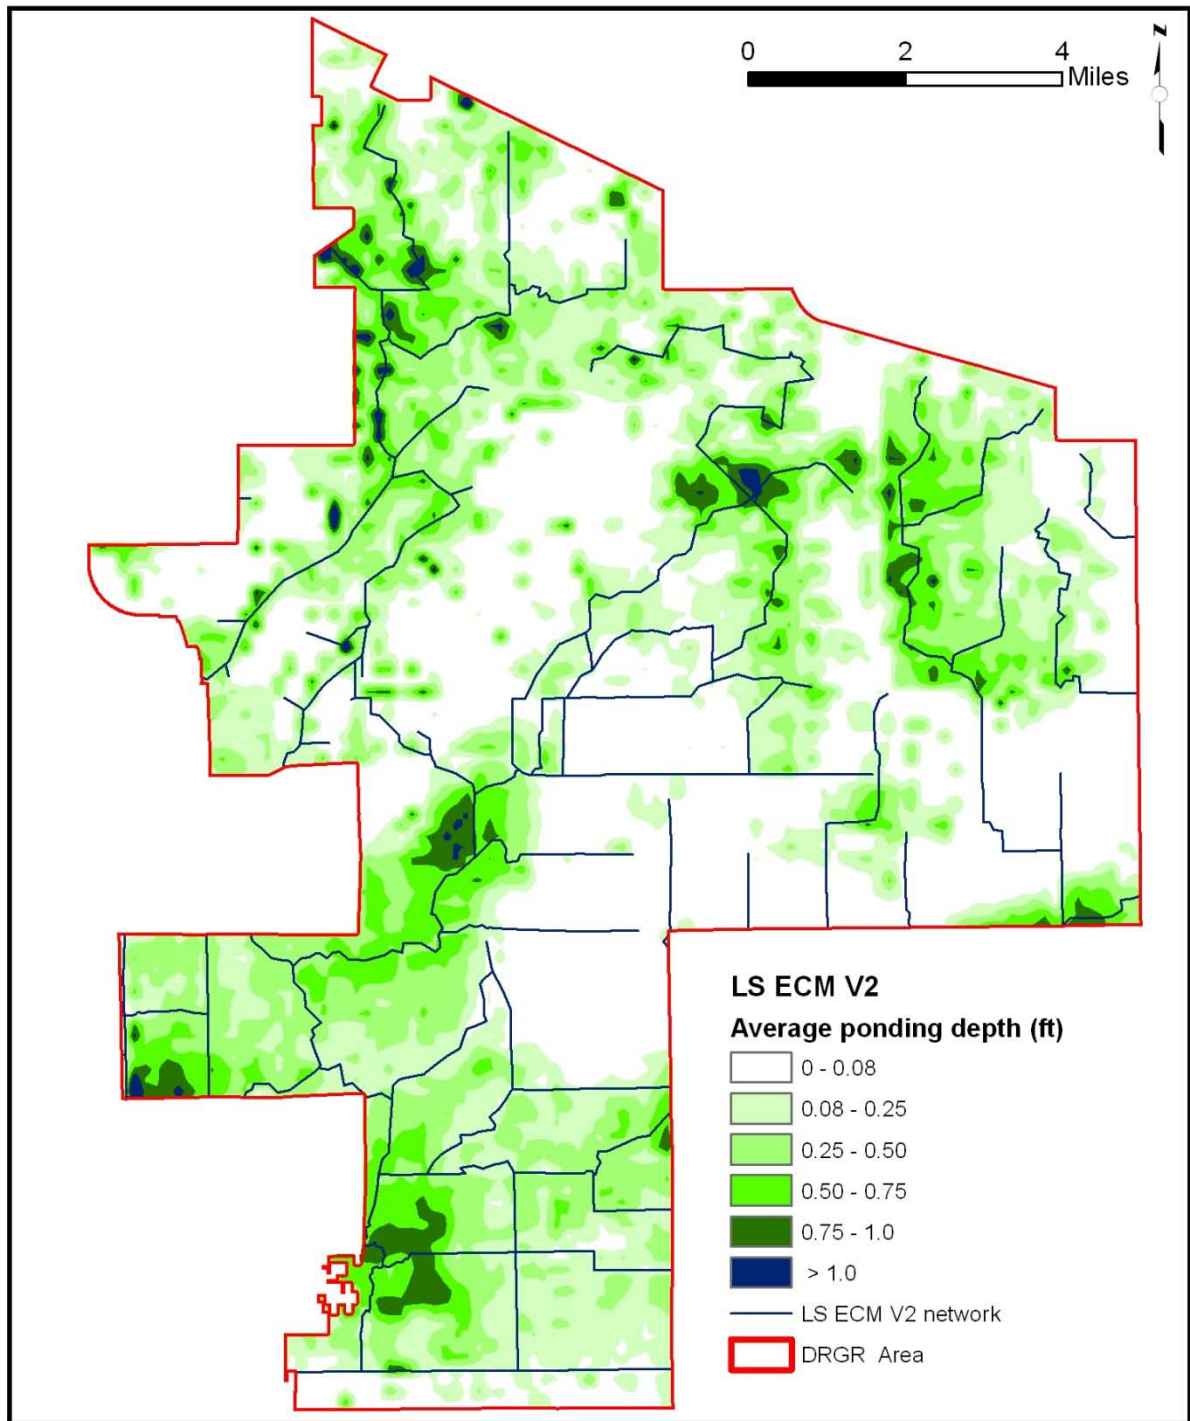 0 2 4
Miles
N
LS ECM V2
Average ponding depth (ft)
0 - 0.08
0.08 - 0.25
0.25 - 0.50
0.50 - 0.75
0.75 - 1.0
> 1.0
LS ECM V2 network
DRGR Area